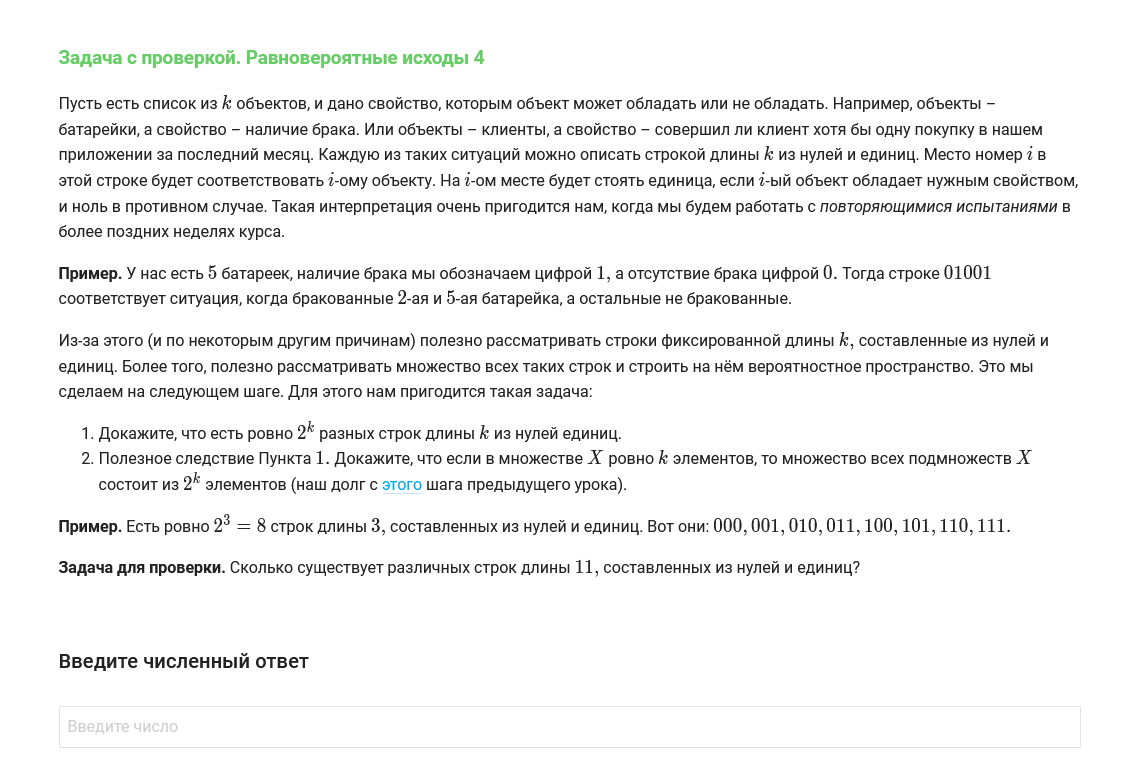 Задача с проверкой. Равновероятные исходы 4
Пусть есть список из k объектов, и дано свойство, которым объект может обладать или не обладать. Например, объекты –
батарейки, а свойство – наличие брака. Или объекты – клиенты, а свойство – совершил ли клиент хотя бы одну покупку в нашем
приложении за последний месяц. Каждую из таких ситуаций можно описать строкой длины k из нулей и единиц. Место номер i в
этой строке будет соответствовать i-ому объекту. На i-ом месте будет стоять единица, если i-ый объект обладает нужным свойством,
и ноль в противном случае. Такая интерпретация очень пригодится нам, когда мы будем работать с повторяющимися испытаниями в
более поздних неделях курса.
Пример. У нас есть 5 батареек, наличие брака мы обозначаем цифрой 1, а отсутствие брака цифрой 0. Тогда строке 01001
соответствует ситуация, когда бракованные 2-ая и 5-ая батарейка, а остальные не бракованные.
Из-за этого (и по некоторым другим причинам) полезно рассматривать строки фиксированной длины k, составленные из нулей и
единиц. Более того, полезно рассматривать множество всех таких строк и строить на нём вероятностное пространство. Это мы
сделаем на следующем шаге. Для этого нам пригодится такая задача:
1. Докажите, что есть ровно 2^k разных строк длины k из нулей единиц.
2. Полезное следствие Пункта 1. Докажите, что если в множестве X ровно k элементов, то множество всех подмножеств X
состоит из 2^k элементов (наш долг с этого шага предыдущего урока).
Пример. Есть ровно 2^3 = 8 строк длины 3, составленных из нулей и единиц. Вот они: 000, 001, 010, 011, 100, 101, 110, 111.
Задача для проверки. Сколько существует различных строк длины 11, составленных из нулей и единиц?
Введите численный ответ
Введите число